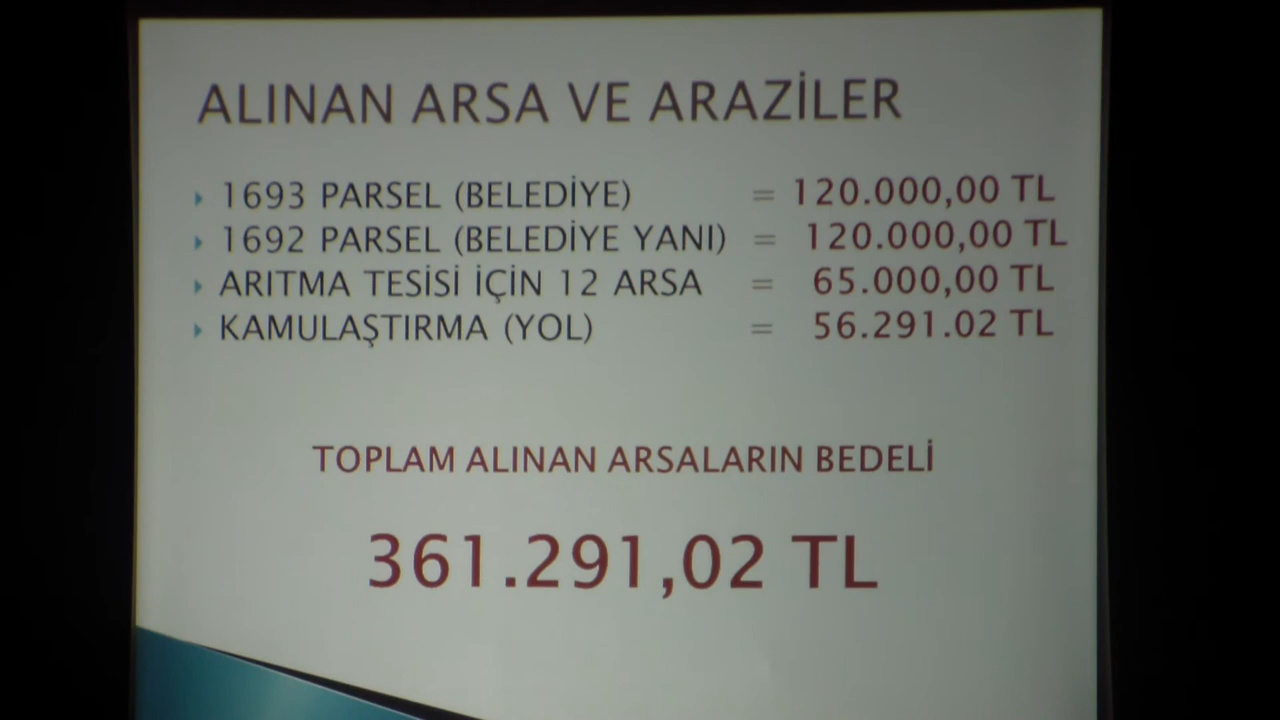 ALINAN ARSA VE ARAZİLER
1693 PARSEL (BELEDİYE) = 120.000,00 TL
1692 PARSEL (BELEDİYE YANI) = 120.000,00 TL
ARITMA TESİSİ İÇİN 12 ARSA = 65.000,00 TL
KAMULAŞTIRMA (YOL) = 56.291.02 TL
TOPLAM ALINAN ARSALARIN BEDELİ
361.291,02 TL